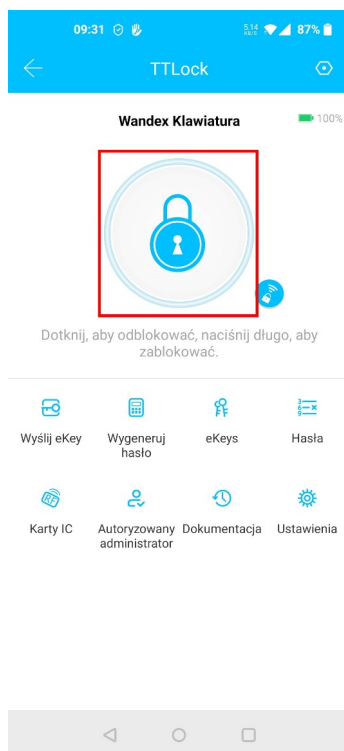 09:31 5.14 KB/S 87%
TTLock
Wandex Klawiatura 100%
Dotknij, aby odblokować, naciśnij długo, aby
zablokować.
Wyślij eKey Wygeneruj eKeys Hasła
hasło
Karty IC Autoryzowany Dokumentacja Ustawienia
administrator